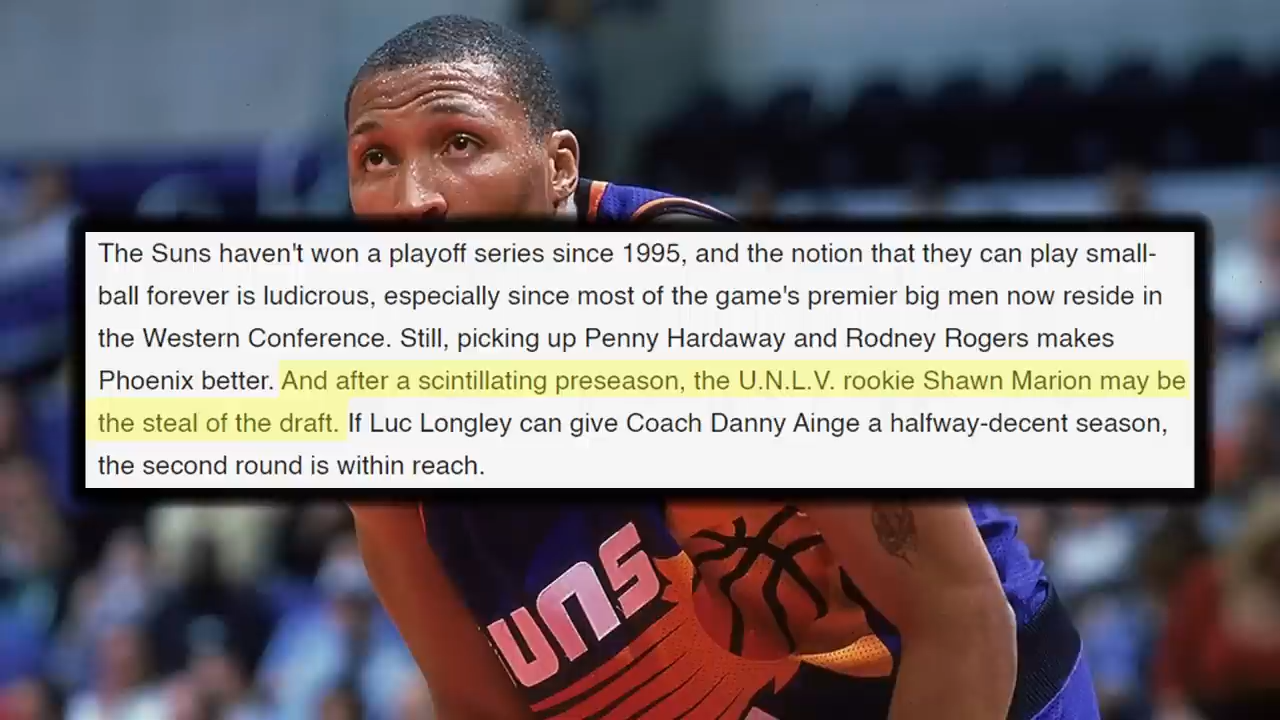 The Suns haven't won a playoff series since 1995, and the notion that they can play small-
ball forever is ludicrous, especially since most of the game's premier big men now reside in
the Western Conference. Still, picking up Penny Hardaway and Rodney Rogers makes
Phoenix better. And after a scintillating preseason, the U.N.L.V. rookie Shawn Marion may be
the steal of the draft. If Luc Longley can give Coach Danny Ainge a halfway-decent season,
the second round is within reach.
UNS